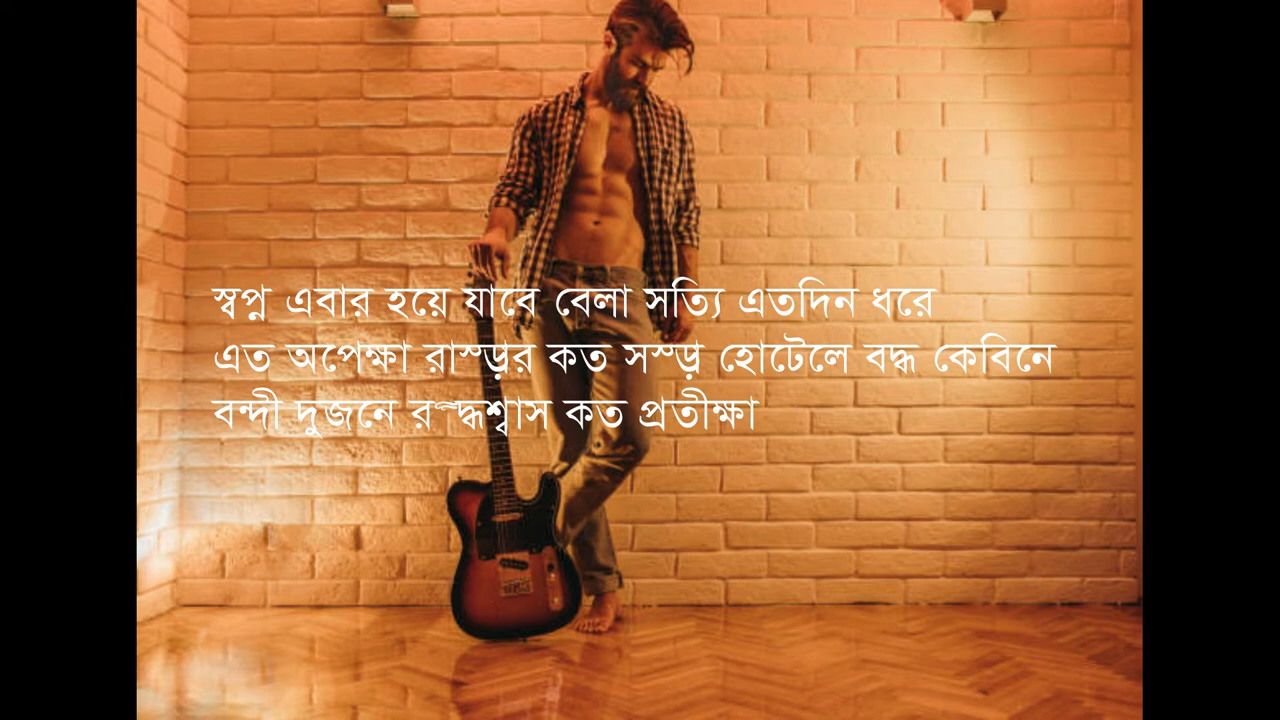 স্বপ্ন এবার হয়ে যাবে বেলা সত্যি এতদিন ধরে
এত অপেক্ষা রাস্ড়র কত সস্ড় হোটেলে বদ্ধ কেবিনে
বন্দী দুজনে র“দ্ধশ্বাস কত প্রতীক্ষা